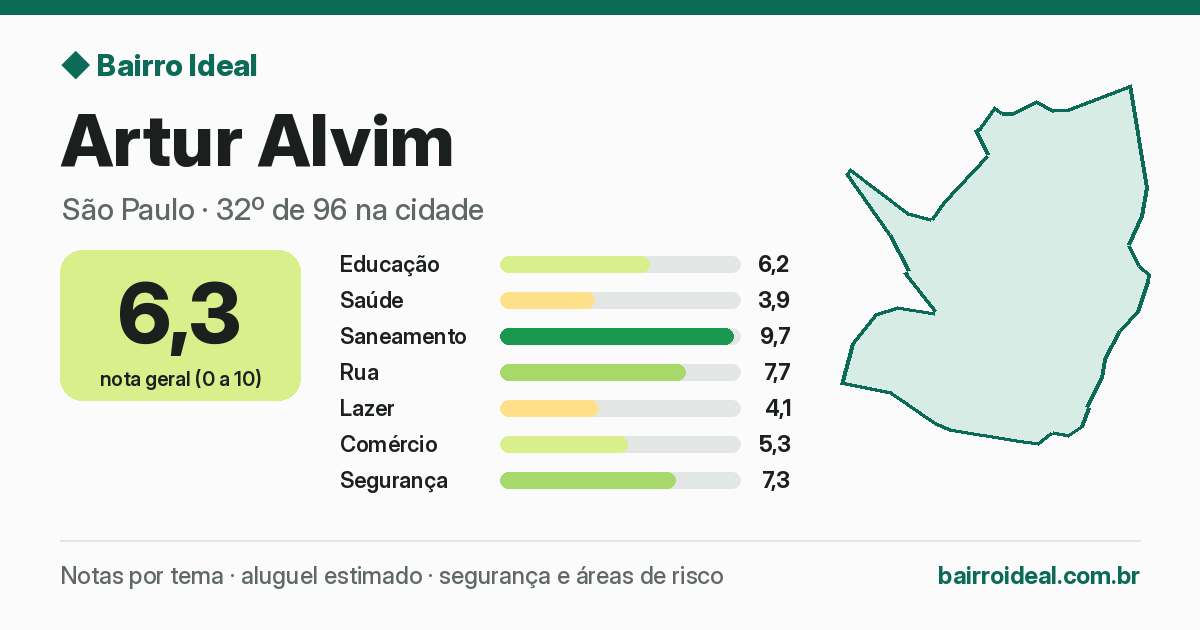 Bairro Ideal
Artur Alvim
São Paulo · 32º de 96 na cidade
6,3
nota geral (0 a 10)
Educação 6,2
Saúde 3,9
Saneamento 9,7
Rua 7,7
Lazer 4,1
Comércio 5,3
Segurança 7,3
Notas por tema · aluguel estimado · segurança e áreas de risco
bairroideal.com.br